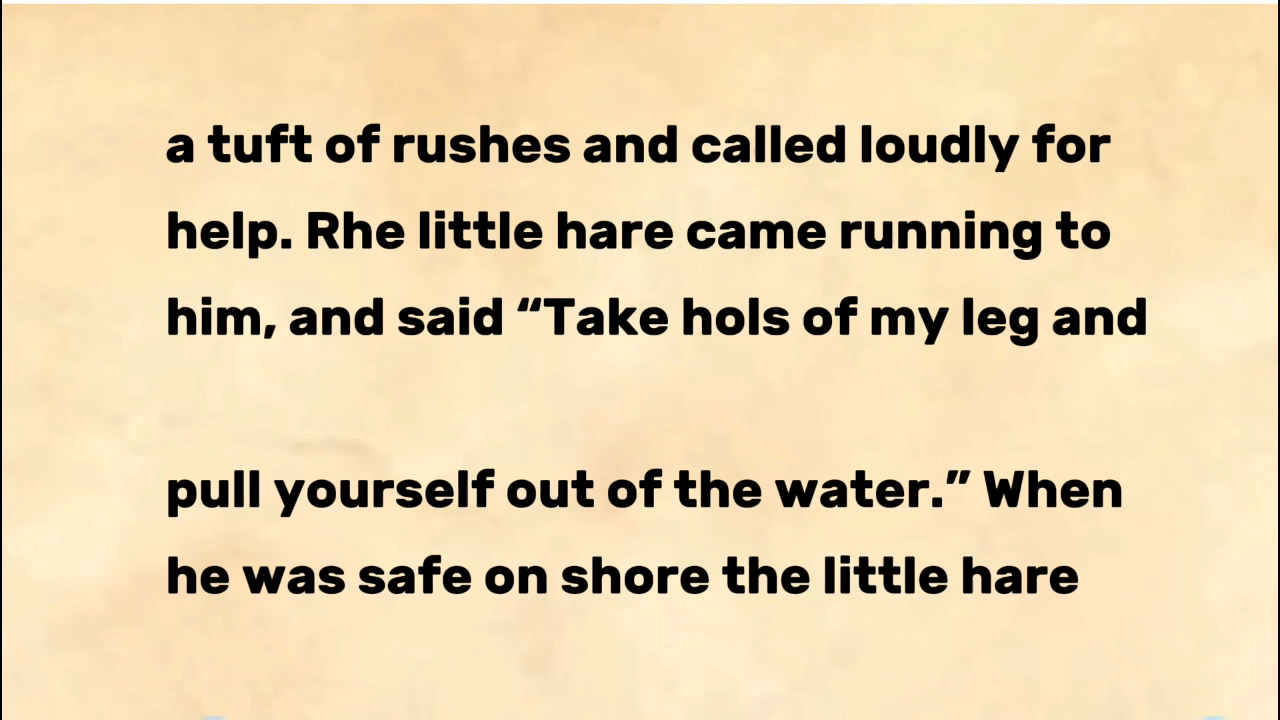 a tuft of rushes and called loudly for
help. Rhe little hare came running to
him, and said “Take hols of my leg and
pull yourself out of the water.” When
he was safe on shore the little hare